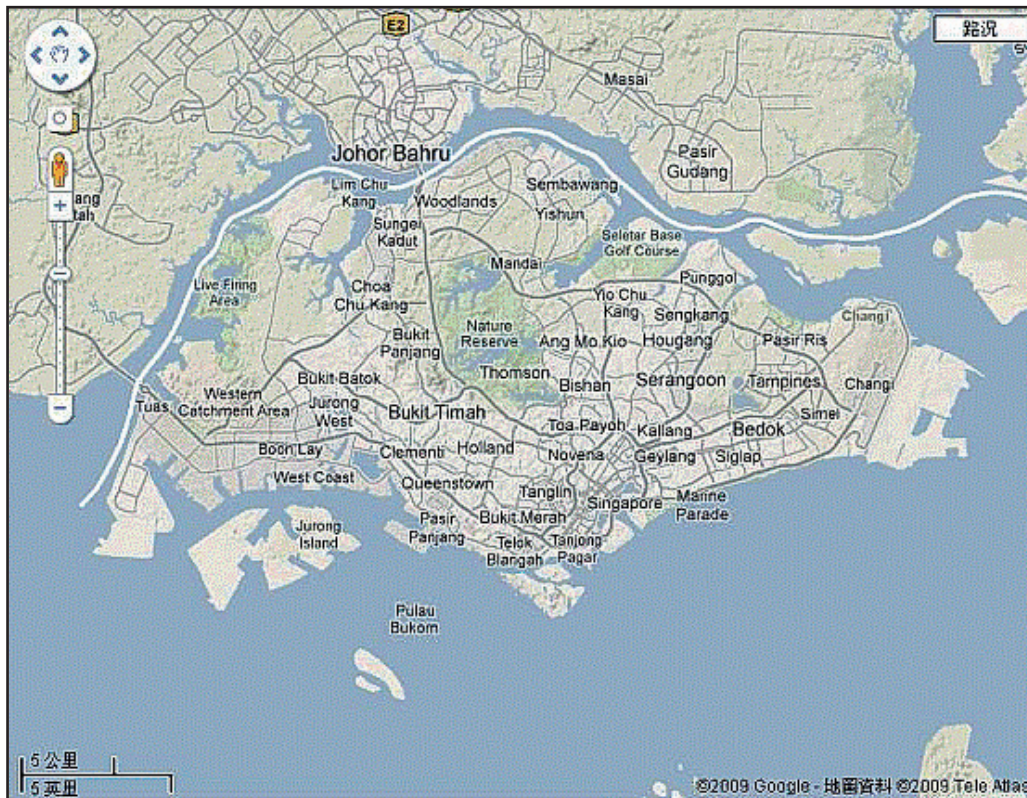 E2
路況
Masai
Johor Bahru
Pasir
Gudang
Lim Chu
Kang
Woodlands
Sembawang
Yishun
Sungei
Kadut
Seletar Base
Golf Course
Mandai
Punggol
Live Firing
Area
Choa
Chu Kang
Yio Chu
Kang
Sengkang
Changi
Nature
Reserve
Bukit
Panjang
Ang Mo Kio
Hougang
Pasir Ris
Thomson
Bishan
Serangoon
Tampines
Changi
Bukit Batok
Western
Catchment Area
Jurong
West
Tuas
Bukit Timah
Simei
Toa Payoh
Kallang
Bedok
Boon Lay
Clementi
Holland
Novena
Geylang
Siglap
West Coast
Queenstown
Tanglin
Singapore
Marine
Parade
Jurong
Island
Pasir
Panjang
Bukit Merah
Telok
Blangah
Tanjong
Pagar
Pulau
Bukom
5 公里
5 英里
©2009 Google - 地圖資料 ©2009 Tele Atlas